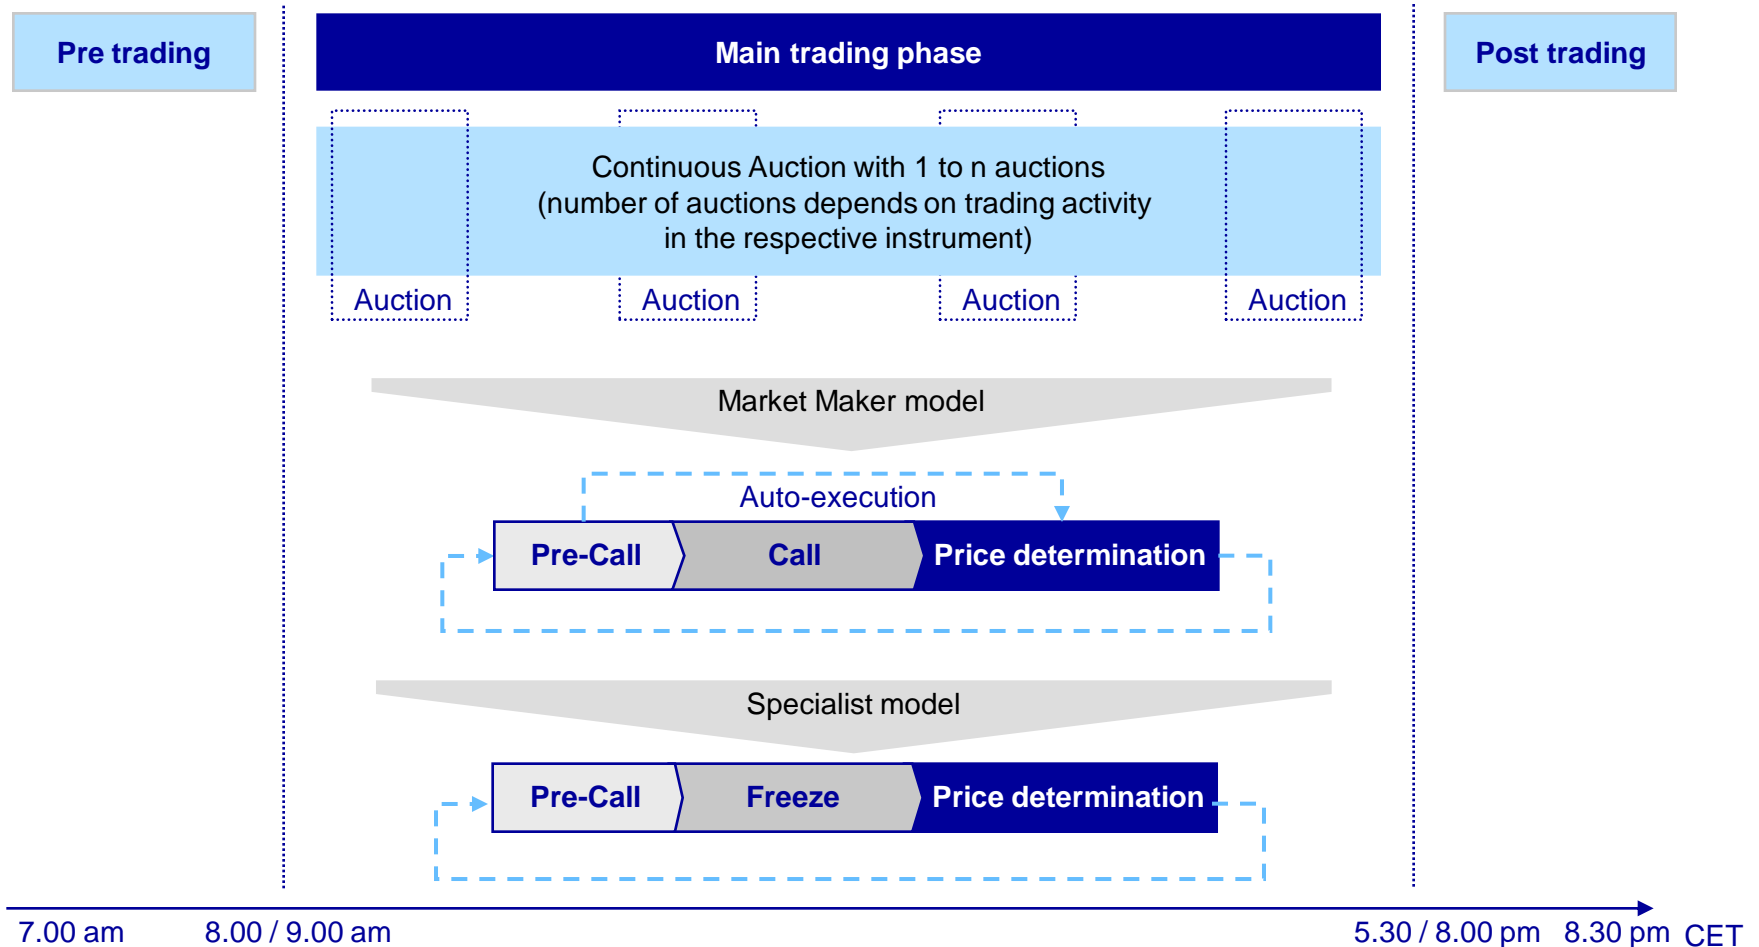 Pre trading
Main trading phase
Post trading
Continuous Auction with 1 to n auctions
(number of auctions depends on trading activity
in the respective instrument)
Auction
Auction
Auction
Auction
Market Maker model
Auto-execution
Pre-Call
Call
Price determination
Specialist model
Pre-Call
Freeze
Price determination
7.00 am
8.00 / 9.00 am
5.30 / 8.00 pm
8.30 pm
CET